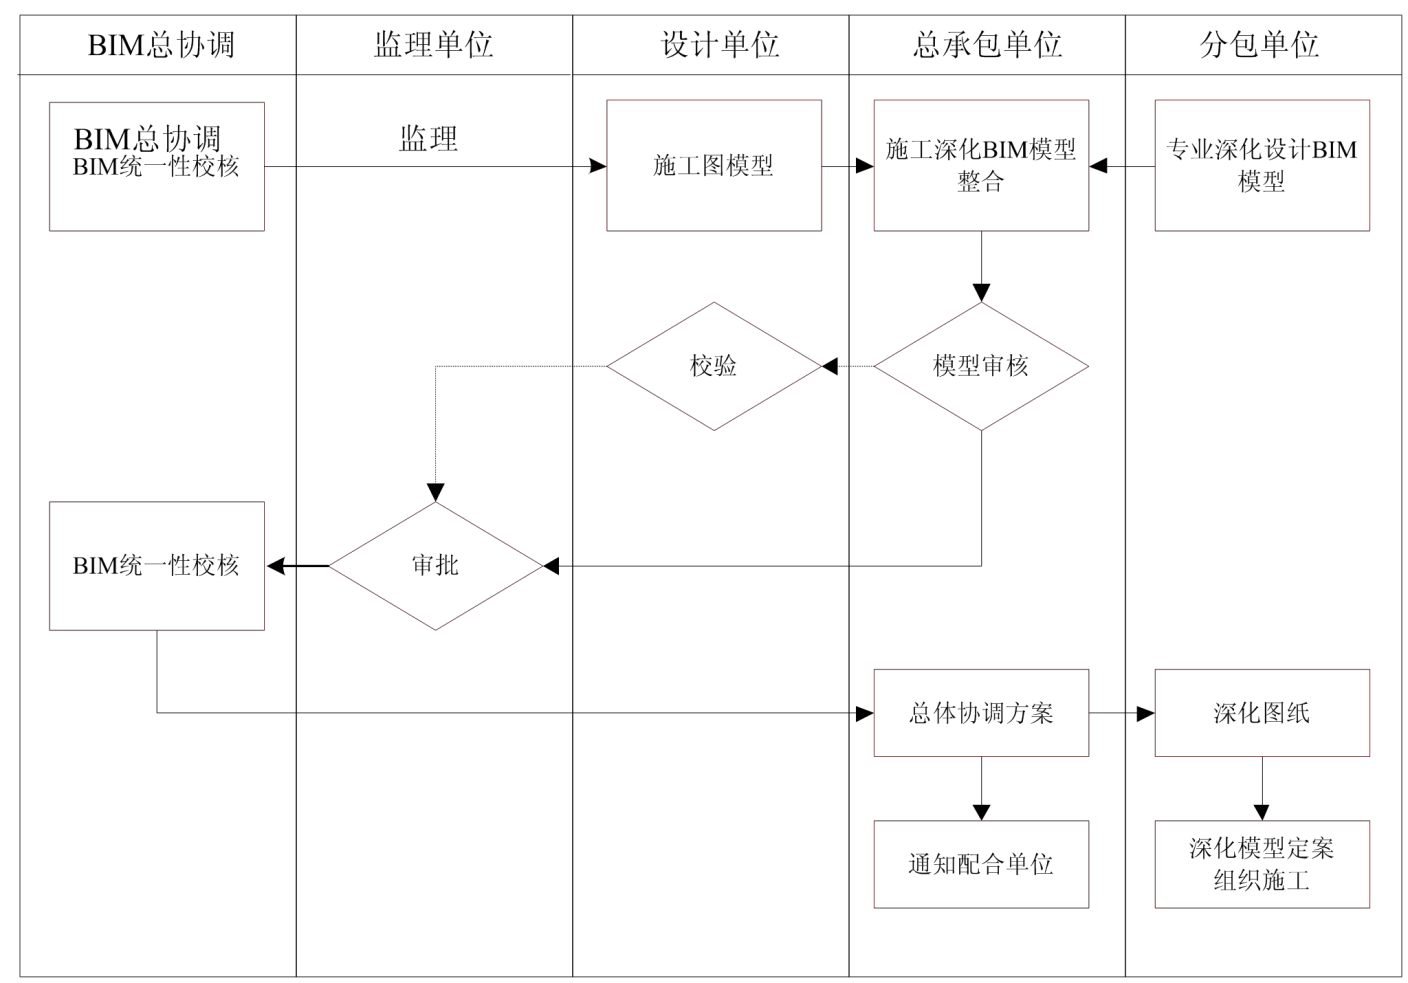 BIM总协调
监理单位
设计单位
总承包单位
分包单位
BIM总协调
BIM统一性校核
监理
施工图模型
施工深化BIM模型
整合
专业深化设计BIM
模型
校验
模型审核
BIM统一性校核
审批
总体协调方案
深化图纸
通知配合单位
深化模型定案
组织施工